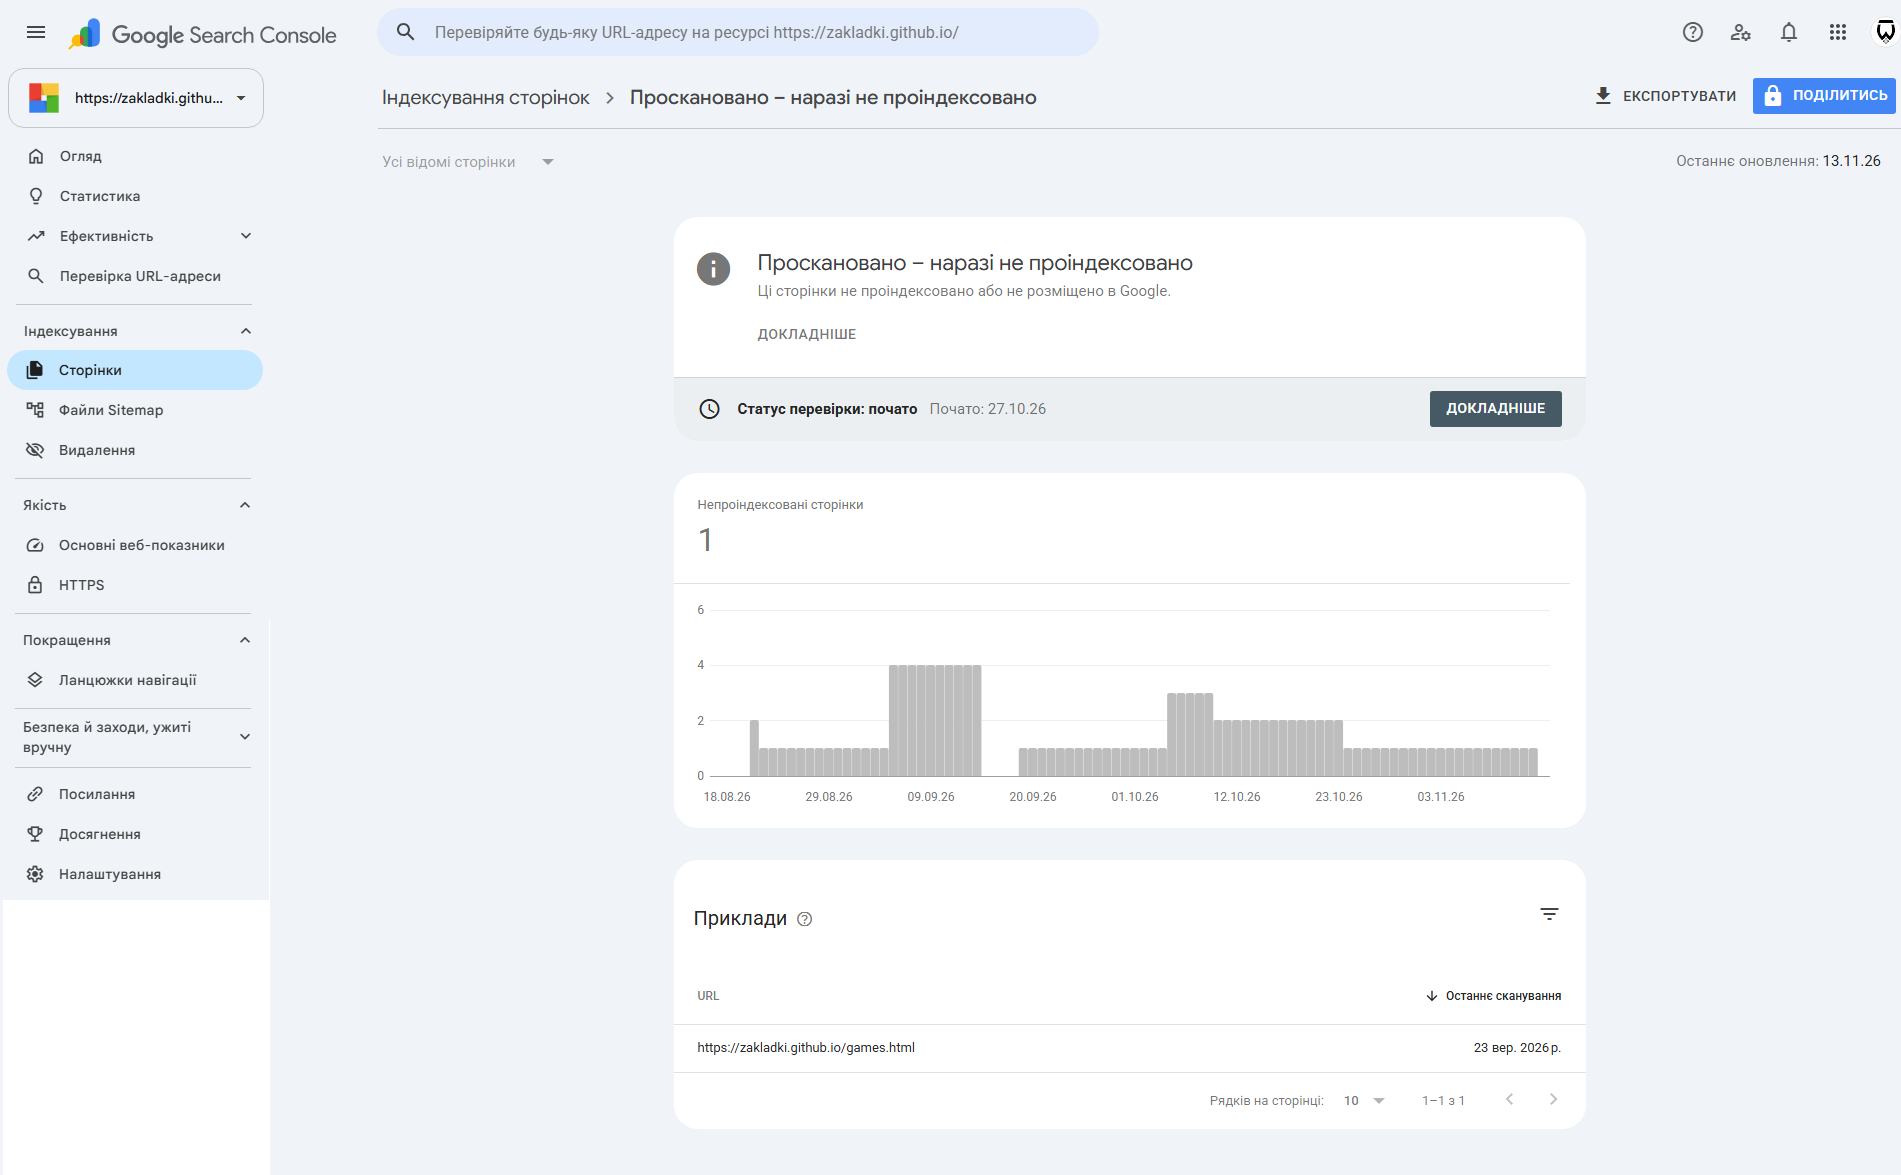 Google Search Console
Перевіряйте будь-яку URL-адресу на ресурсі https://zakladki.github.io/
https://zakladki.githu...
Індексування сторінок
Проскановано – наразі не проіндексовано
ЕКСПОРТУВАТИ
ПОДІЛИТИСЬ
Усі відомі сторінки
Останнє оновлення: 13.11.26
Огляд
Статистика
Ефективність
Перевірка URL-адреси
Індексування
Сторінки
Файли Sitemap
Видалення
Якість
Основні веб-показники
HTTPS
Покращення
Ланцюжки навігації
Безпека й заходи, ужиті
вручну
Посилання
Досягнення
Налаштування
Проскановано – наразі не проіндексовано
Ці сторінки не проіндексовано або не розміщено в Google.
ДОКЛАДНІШЕ
Статус перевірки: почато Почато: 27.10.26
ДОКЛАДНІШЕ
Непроіндексовані сторінки
1
6
4
2
0
18.08.26 29.08.26 09.09.26 20.09.26 01.10.26 12.10.26 23.10.26 03.11.26
Приклади
URL
Останнє сканування
https://zakladki.github.io/games.html
23 вер. 2026 р.
Рядків на сторінці: 10 1–1 з 1